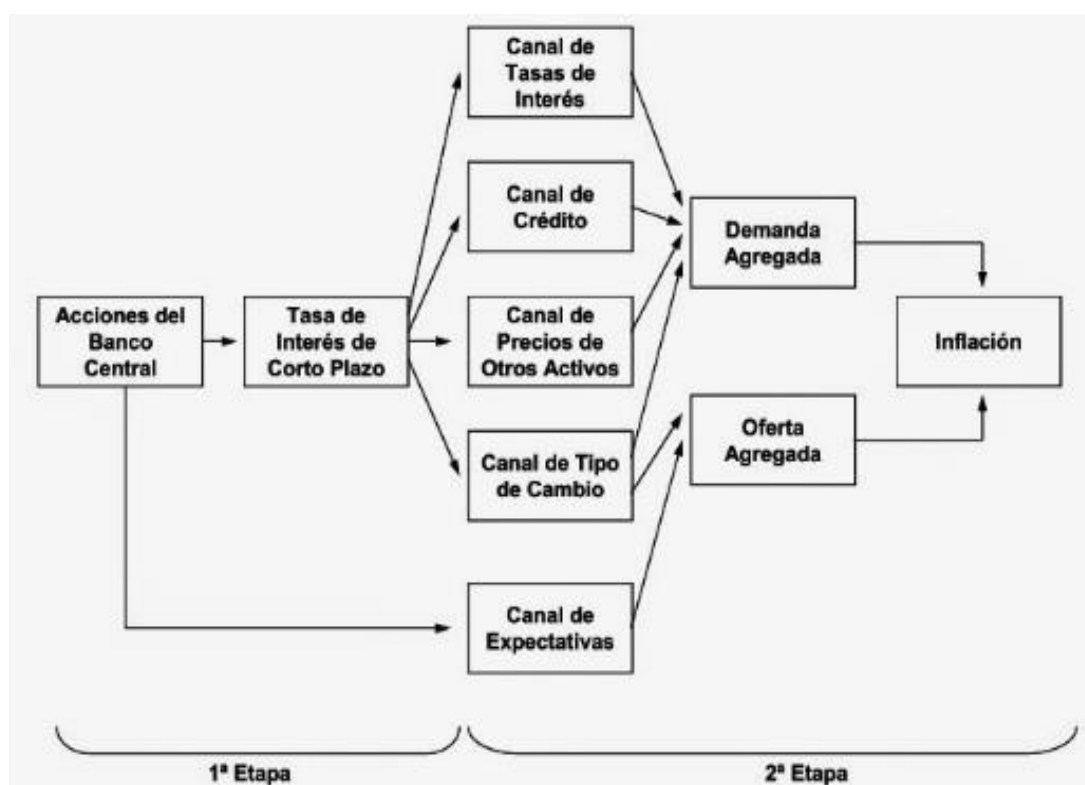 Canal de
Tasas de
Interés
Canal de
Crédito
Demanda
Agregada
Acciones del
Banco
Central
Tasa de
Interés de
Corto Plazo
Canal de
Precios de
Otros Activos
Inflación
Canal de Tipo
de Cambio
Oferta
Agregada
Canal de
Expectativas
1ª Etapa
2ª Etapa